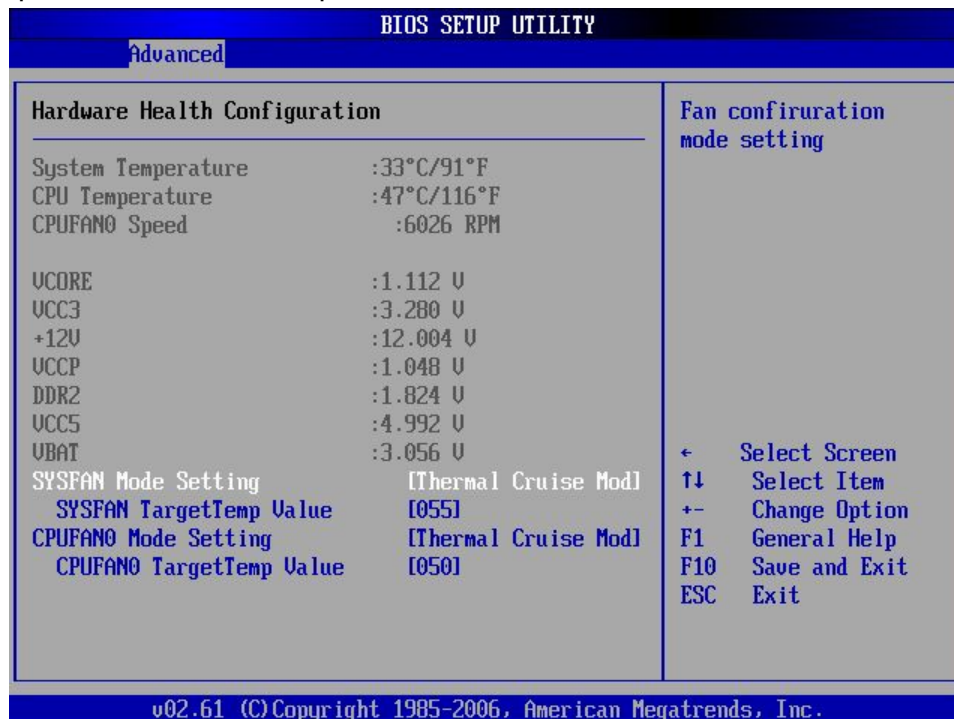 BIOS SETUP UTILITY
Advanced
Hardware Health Configuration
System Temperature :33°C/91°F
CPU Temperature :47°C/116°F
CPUFAN0 Speed :6026 RPM
VCORE :1.112 V
VCC3 :3.280 V
+12V :12.004 V
VCCP :1.048 V
DDR2 :1.824 V
VCC5 :4.992 V
VBAT :3.056 V
SYSFAN Mode Setting [Thermal Cruise Mod]
SYSFAN TargetTemp Value [055]
CPUFAN0 Mode Setting [Thermal Cruise Mod]
CPUFAN0 TargetTemp Value [050]
Fan confiruration
mode setting
← Select Screen
↑↓ Select Item
+- Change Option
F1 General Help
F10 Save and Exit
ESC Exit
v02.61 (C)Copyright 1985-2006, American Megatrends, Inc.